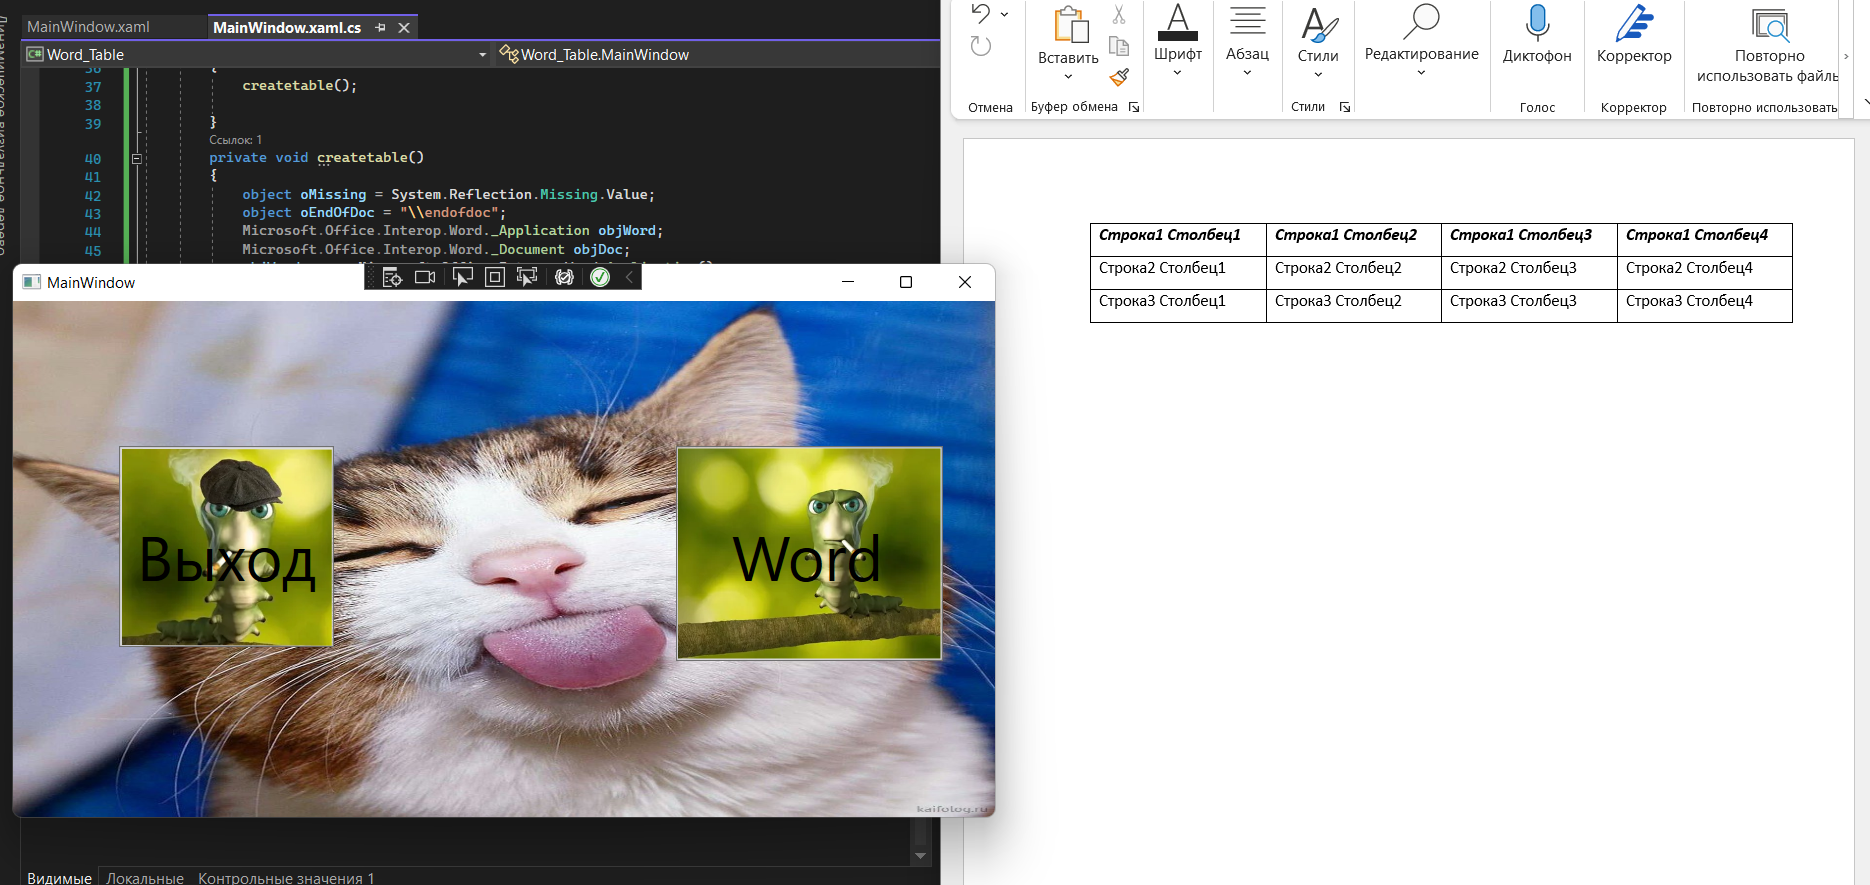 MainWindow.xaml
MainWindow.xaml.cs
Word_Table
Word_Table.MainWindow
36 {
37 createtable();
38
39 }
Ссылок: 1
40 private void createtable()
41 {
42 object oMissing = System.Reflection.Missing.Value;
43 object oEndOfDoc = "\\endofdoc";
44 Microsoft.Office.Interop.Word._Application objWord;
45 Microsoft.Office.Interop.Word._Document objDoc;
MainWindow
Выход
Word
kaifolog.ru
Видимые
Локальные
Контрольные значения 1
Отмена
Вставить
Буфер обмена
Шрифт
Абзац
Стили
Стили
Редактирование
Диктофон
Голос
Корректор
Корректор
Повторно
использовать файль
Повторно использовать
Строка1 Столбец1 Строка1 Столбец2 Строка1 Столбец3 Строка1 Столбец4
Строка2 Столбец1 Строка2 Столбец2 Строка2 Столбец3 Строка2 Столбец4
Строка3 Столбец1 Строка3 Столбец2 Строка3 Столбец3 Строка3 Столбец4